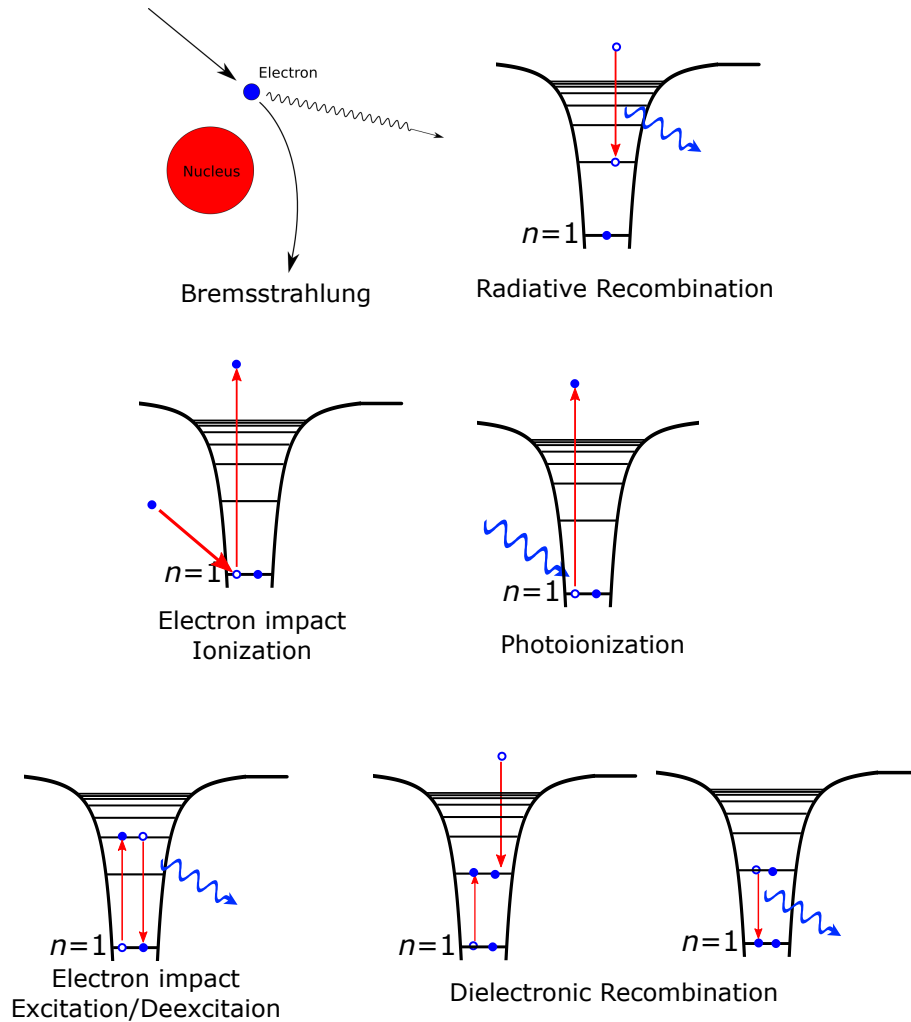 Electron
Nucleus
Bremsstrahlung
n=1
Radiative Recombination
n=1
Electron impact
Ionization
n=1
Photoionization
n=1
Electron impact
Excitation/Deexcitaion
n=1
n=1
Dielectronic Recombination